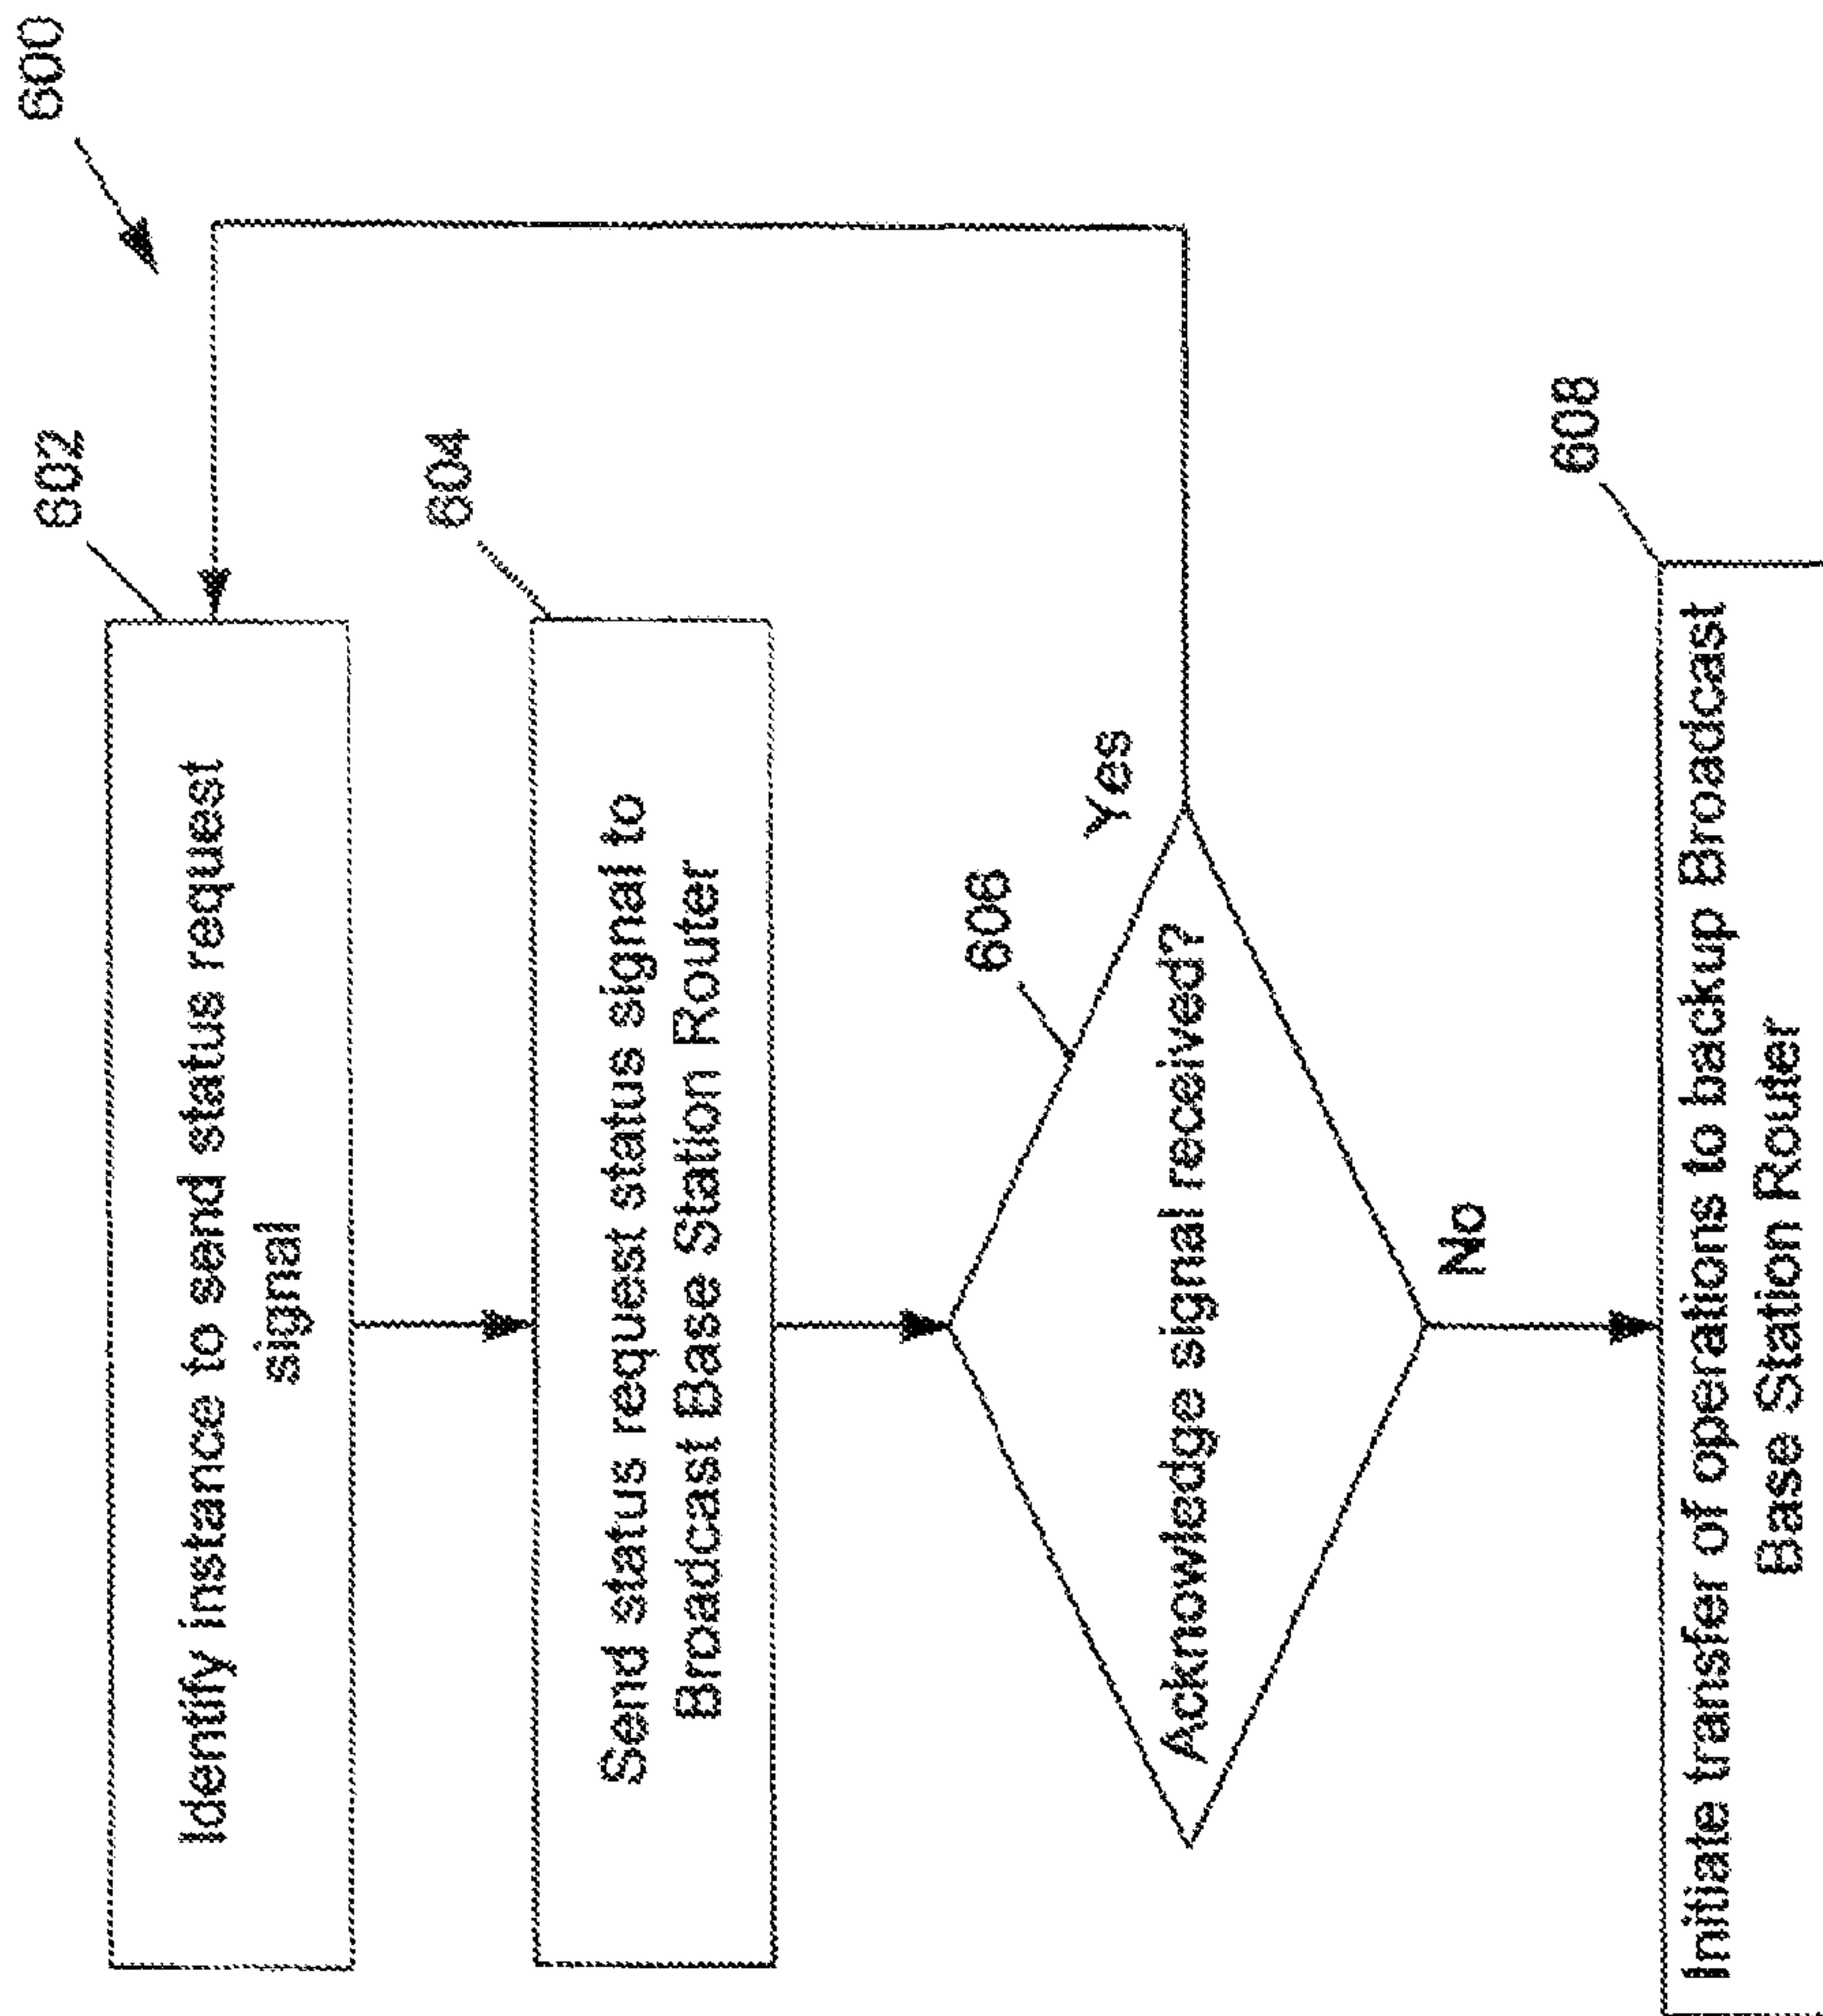 600
602
Identify instance to send status request
signal
604
Send status request status signal to
Broadcast Base Station Router
606
Acknowledge signal received?
Yes
No
608
Initiate transfer of operations to backup Broadcast
Base Station Router